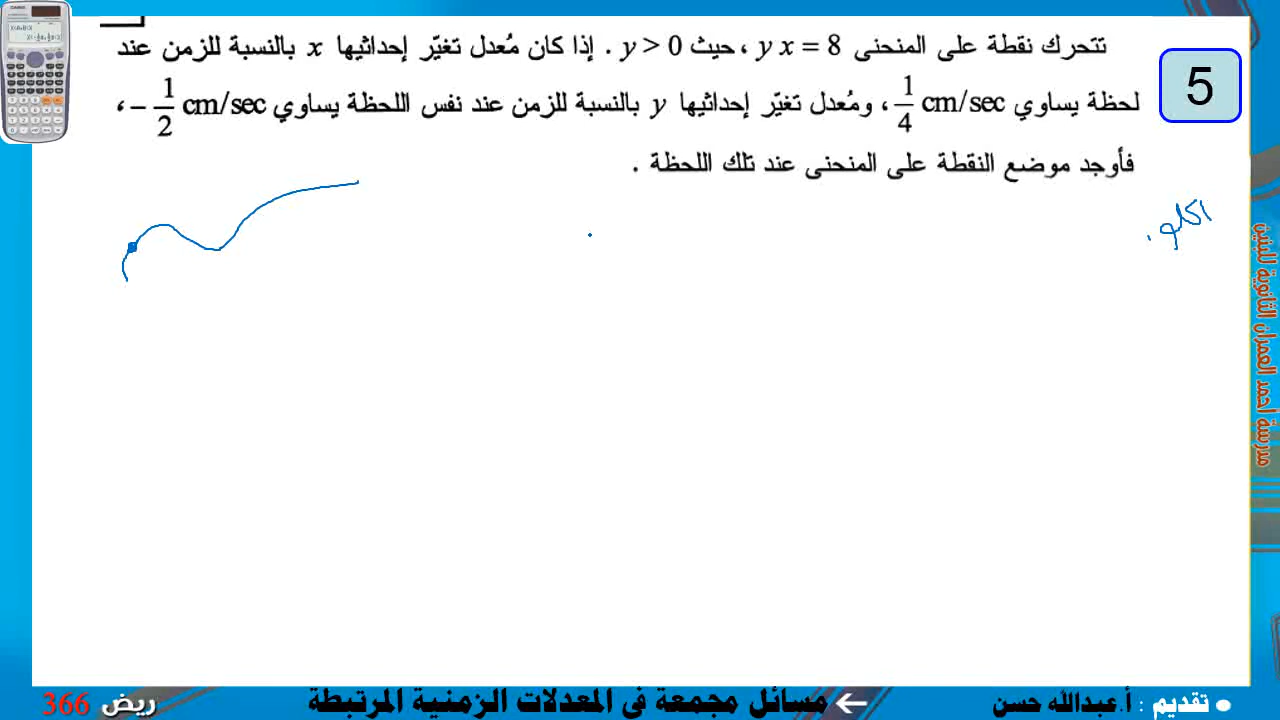 تتحرك نقطة على المنحنى y x = 8 ، حيث y > 0 . إذا كان مُعدل تغيّر إحداثيها x بالنسبة للزمن عند
لحظة يساوي 1/4 cm/sec ، ومُعدل تغيّر إحداثيها y بالنسبة للزمن عند نفس اللحظة يساوي -1/2 cm/sec ،
فأوجد موضع النقطة على المنحنى عند تلك اللحظة .
5
مدرسة احمد العمران الثانوية للبنين
تقديم : أ.عبدالله حسن
مسائل مجمعة في المعدلات الزمنية المرتبطة
ريض 366